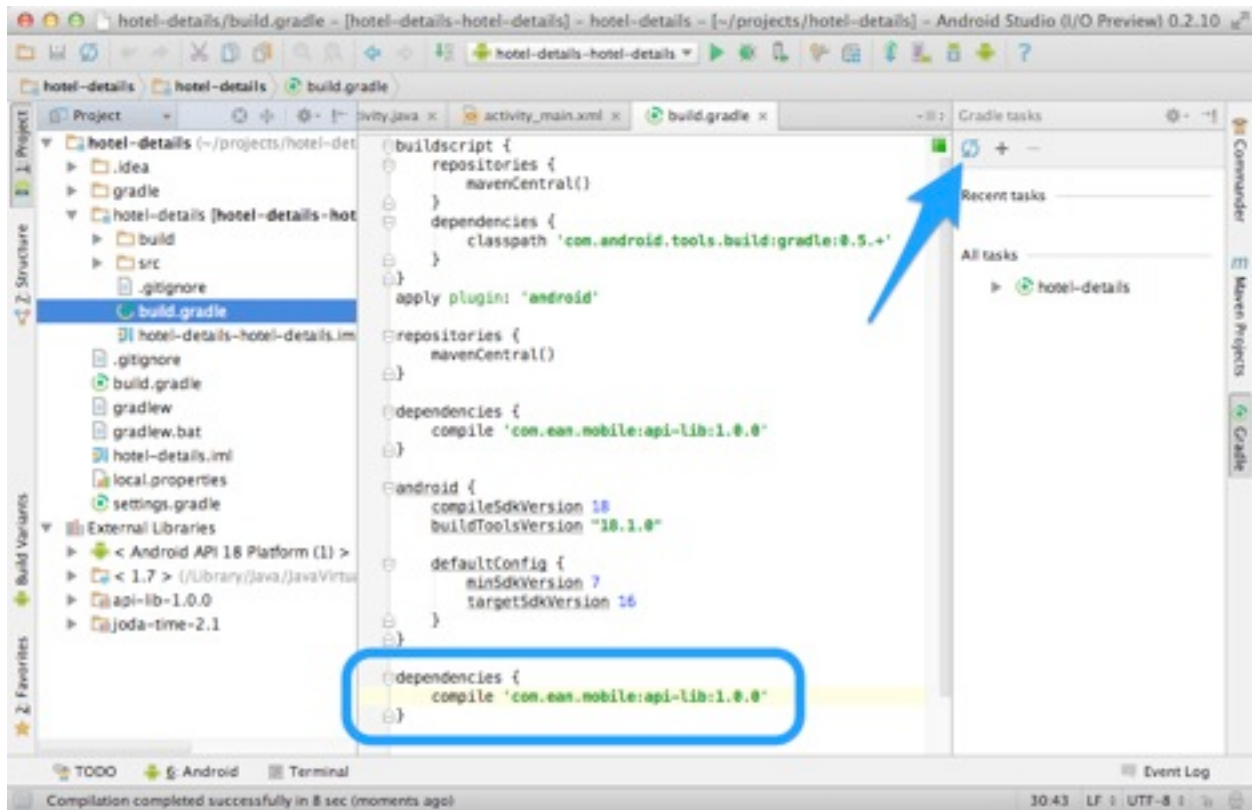 hotel-details/build.gradle - [hotel-details-hotel-details] - hotel-details - [~/projects/hotel-details] - Android Studio (I/O Preview) 0.2.10
hotel-details-hotel-details
hotel-details hotel-details build.gradle
1: Project
Z: Structure
Build Variants
2: Favorites
Project
hotel-details (~/projects/hotel-det
.idea
gradle
hotel-details [hotel-details-hot
build
src
.gitignore
build.gradle
hotel-details-hotel-details.im
.gitignore
build.gradle
gradlew
gradlew.bat
hotel-details.iml
local.properties
settings.gradle
External Libraries
< Android API 18 Platform (1) >
< 1.7 > (/Library/Java/JavaVirtu
api-lib-1.0.0
joda-time-2.1
ivity.java activity_main.xml build.gradle
buildscript {
repositories {
mavenCentral()
}
dependencies {
classpath 'com.android.tools.build:gradle:0.5.+'
}
}
apply plugin: 'android'
repositories {
mavenCentral()
}
dependencies {
compile 'com.ean.mobile:api-lib:1.0.0'
}
android {
compileSdkVersion 18
buildToolsVersion "18.1.0"
defaultConfig {
minSdkVersion 7
targetSdkVersion 16
}
}
dependencies {
compile 'com.ean.mobile:api-lib:1.0.0'
}
Gradle tasks
Recent tasks
All tasks
hotel-details
Commander
Maven Projects
Gradle
TODO 6: Android Terminal Event Log
Compilation completed successfully in 8 sec (moments ago) 30:43 LF UTF-8